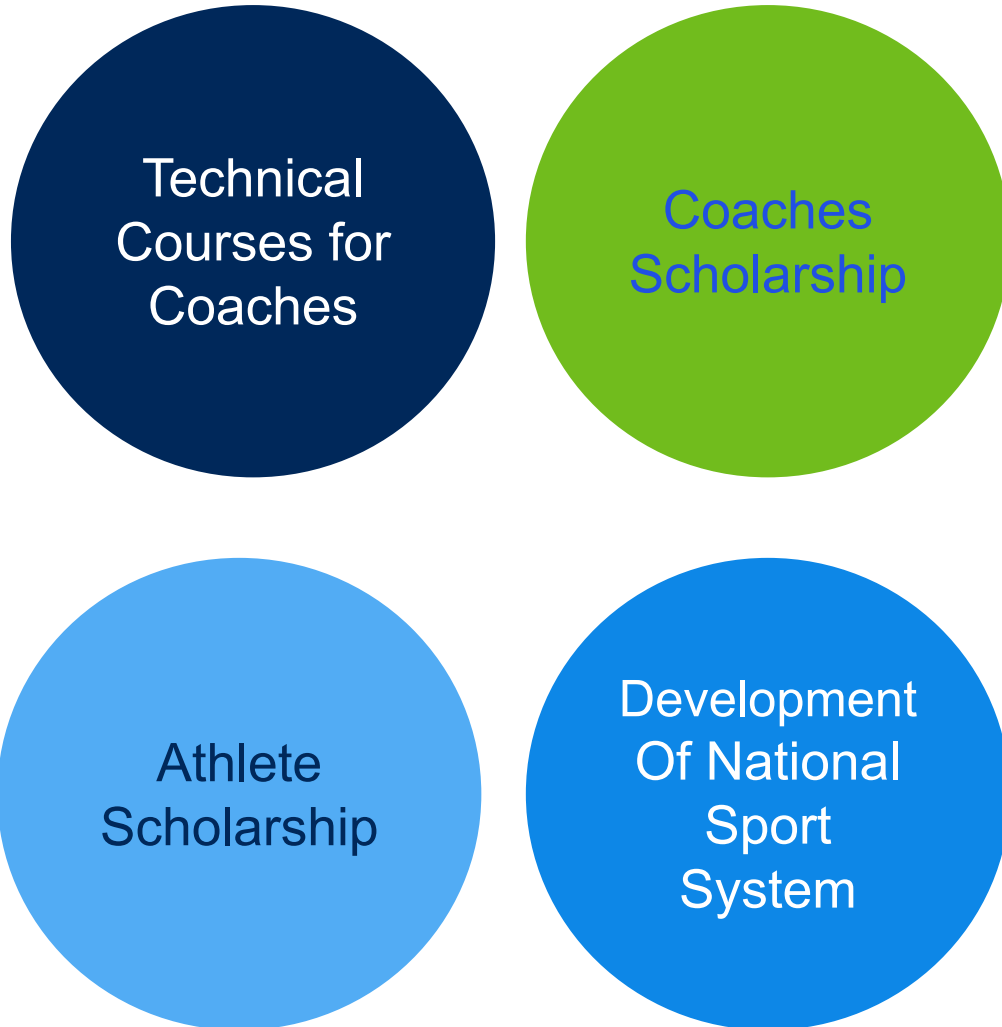 Technical
Courses for
Coaches
Coaches
Scholarship
Athlete
Scholarship
Development
Of National
Sport
System